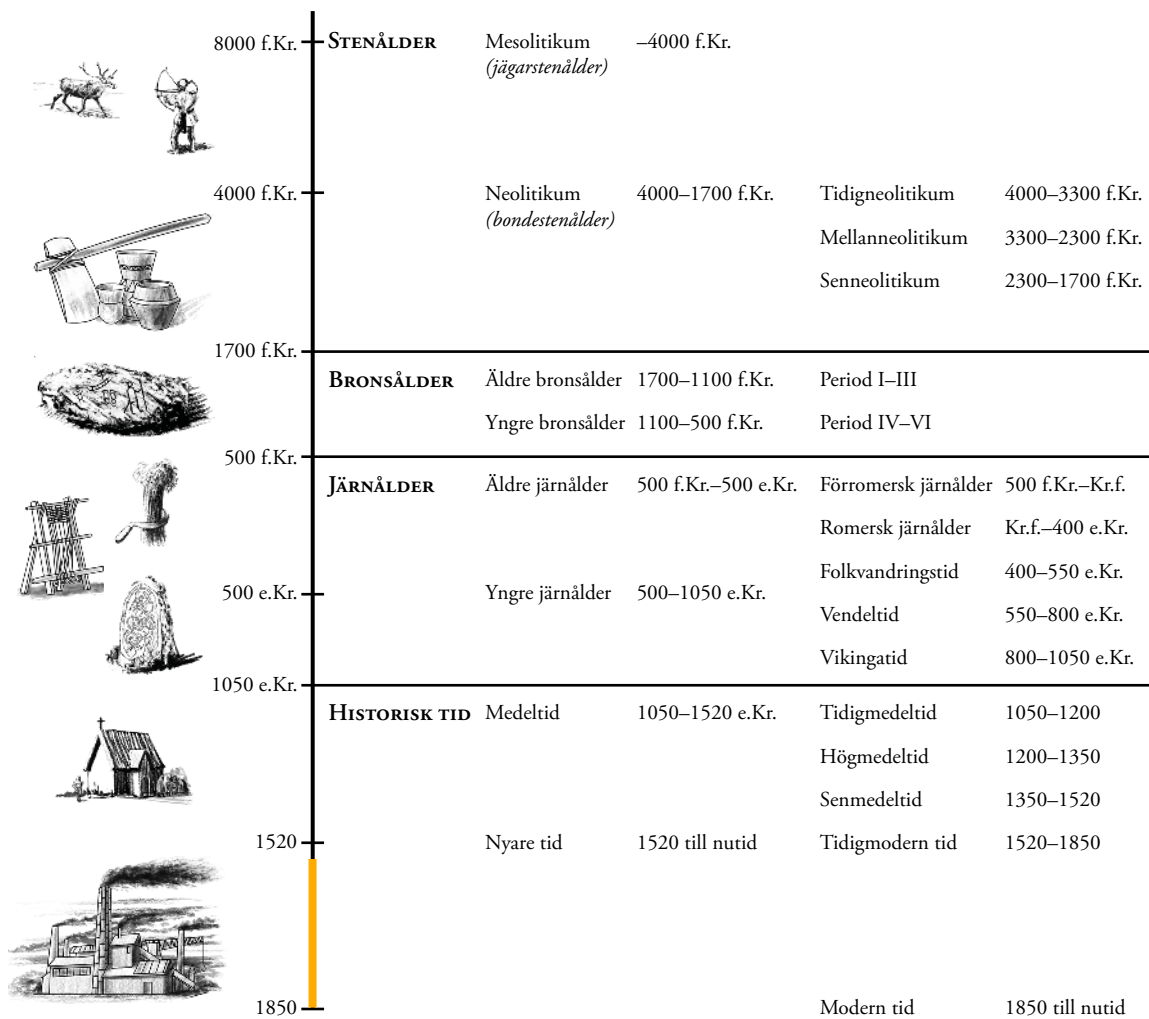 8000 f.Kr. STENÅLDER Mesolitikum –4000 f.Kr.
(jägarstenålder)
4000 f.Kr. Neolitikum 4000–1700 f.Kr. Tidigneolitikum 4000–3300 f.Kr.
(bondestenålder)
Mellanneolitikum 3300–2300 f.Kr.
Senneolitikum 2300–1700 f.Kr.
1700 f.Kr.
BRONSÅLDER Äldre bronsålder 1700–1100 f.Kr. Period I–III
Yngre bronsålder 1100–500 f.Kr. Period IV–VI
500 f.Kr.
JÄRNÅLDER Äldre järnålder 500 f.Kr.–500 e.Kr. Förromersk järnålder 500 f.Kr.–Kr.f.
Romersk järnålder Kr.f.–400 e.Kr.
Folkvandringstid 400–550 e.Kr.
500 e.Kr. Yngre järnålder 500–1050 e.Kr.
Vendeltid 550–800 e.Kr.
Vikingatid 800–1050 e.Kr.
1050 e.Kr.
HISTORISK TID Medeltid 1050–1520 e.Kr. Tidigmedeltid 1050–1200
Högmedeltid 1200–1350
Senmedeltid 1350–1520
1520 Nyare tid 1520 till nutid Tidigmodern tid 1520–1850
1850 Modern tid 1850 till nutid